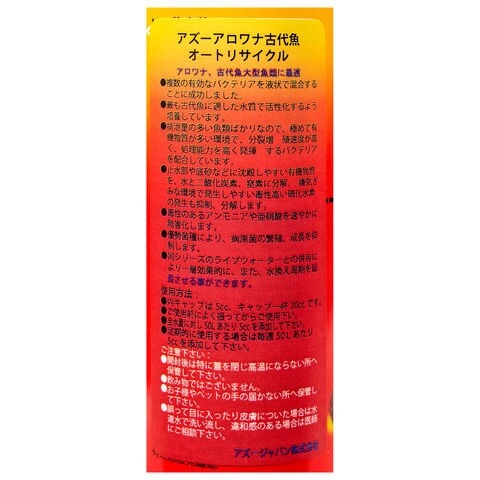 アズーアロワナ古代魚
オートリサイクル
アロワナ、古代魚大型魚類に最適
●複数の有効なバクテリアを液状で混合する
ことに成功しました。
●最も古代魚に適した水質で活性化するよう
培養しています。
●排泄量の多い魚類ばかりなので、極めて有
機物質が多い環境で、分裂増 殖速度が高
く、処理能力を高く発揮 するバクテリア
を配合しています。
●止水部や底砂などに沈殿しやすい有機物質
を、水と二酸化炭素、窒素に分解、 嫌気ぎ
みな環境で発生しやすい毒性高い硫化水素
の発生も抑制、分解します。
●毒性のあるアンモニアや亜硝酸を速やかに
無害化します。
●優勢菌種により、病原菌の繁殖、成長を抑
制します。
●同シリーズのライブウォーターとの併用に
より一層効果的に、また、水換え周期を延
長させる事ができます。
使用方法：
●内キャップは5cc、キャップ一杯20ccです。
●ご使用前によく振ってからご使用下い。
●全水量に対し50Lあたり5ccを添加して下さい。
●定期的に使用する場合は毎週50Lあたり
5ccを添加して下さい。
ご注意下さい：
●開封後は特に蓋を閉じ高温にならない所へ
保管して下さい。
●飲み物ではございません。
●お子様やペットの手の届かない所へ保管し
て下さい。
●誤って目に入ったり皮膚についた場合は水
道水で洗い流し、違和感のある場合は医師
にご相談下さい。
アズージャパン株式会社